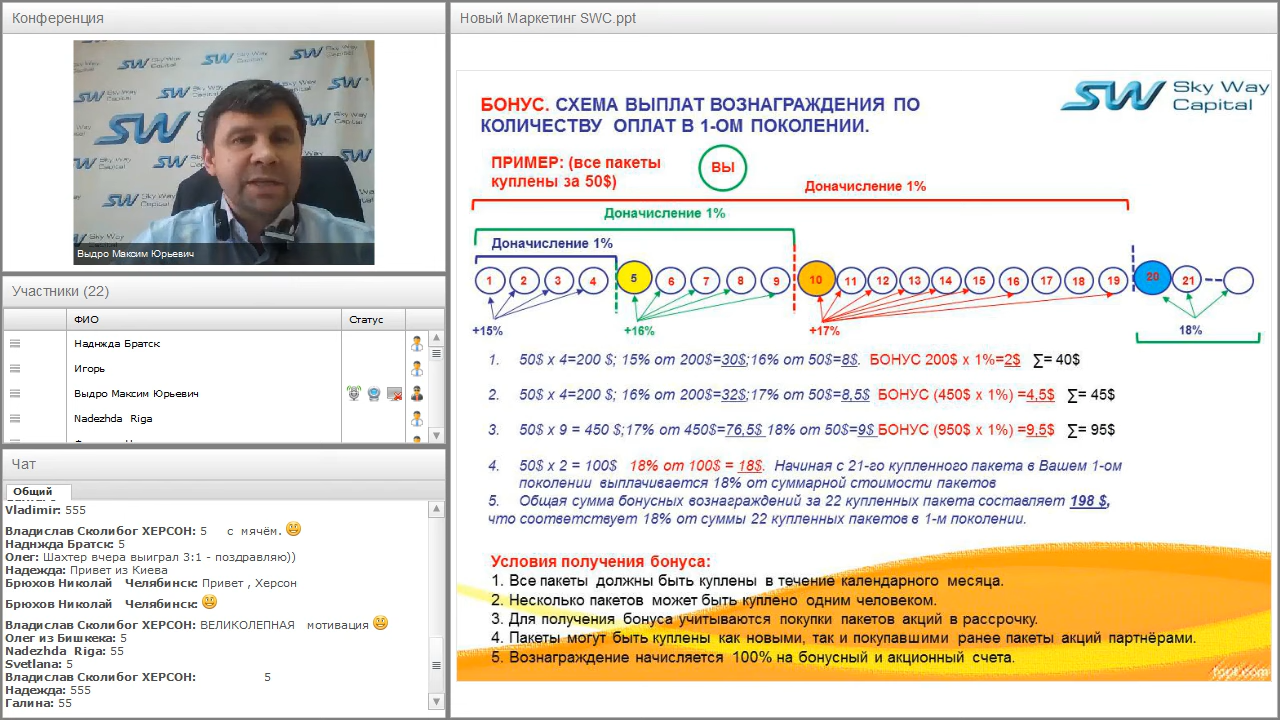 Конференция
SW
Sky Way
Capital
Выдро Максим Юрьевич
Участники (22)
ФИО
Статус
Наднжда Братск
Игорь
Выдро Максим Юрьевич
Nadezhda Riga
Чат
Общий
Vladimir: 555
Владислав Сколибог ХЕРСОН: 5 с мячём.
Наднжда Братск: 5
Олег: Шахтер вчера выиграл 3:1 - поздравляю))
Надежда: Привет из Киева
Брюхов Николай Челябинск: Привет , Херсон
Брюхов Николай Челябинск:
Владислав Сколибог ХЕРСОН: ВЕЛИКОЛЕПНАЯ мотивация
Олег из Бишкека: 5
Nadezhda Riga: 55
Svetlana: 5
Владислав Сколибог ХЕРСОН: 5
Надежда: 555
Галина: 55
Новый Маркетинг SWC.ppt
SW Sky Way
Capital
БОНУС. СХЕМА ВЫПЛАТ ВОЗНАГРАЖДЕНИЯ ПО
КОЛИЧЕСТВУ ОПЛАТ В 1-ОМ ПОКОЛЕНИИ.
ПРИМЕР: (все пакеты
куплены за 50$)
ВЫ
Доначисление 1%
Доначисление 1%
Доначисление 1%
1 2 3 4 5 6 7 8 9 10 11 12 13 14 15 16 17 18 19 20 21
+15% +16% +17% 18%
1. 50$ х 4=200 $; 15% от 200$=30$;16% от 50$=8$. БОНУС 200$ х 1%=2$ ∑= 40$
2. 50$ х 4=200 $; 16% от 200$=32$;17% от 50$=8,5$ БОНУС (450$ х 1%) =4,5$ ∑= 45$
3. 50$ х 9 = 450 $;17% от 450$=76,5$ 18% от 50$=9$ БОНУС (950$ х 1%) =9,5$ ∑= 95$
4. 50$ х 2 = 100$ 18% от 100$ = 18$. Начиная с 21-го купленного пакета в Вашем 1-ом
поколении выплачивается 18% от суммарной стоимости пакетов
5. Общая сумма бонусных вознаграждений за 22 купленных пакета составляет 198 $,
что соответствует 18% от суммы 22 купленных пакетов в 1-м поколении.
Условия получения бонуса:
1. Все пакеты должны быть куплены в течение календарного месяца.
2. Несколько пакетов может быть куплено одним человеком.
3. Для получения бонуса учитываются покупки пакетов акций в рассрочку.
4. Пакеты могут быть куплены как новыми, так и покупавшими ранее пакеты акций партнёрами.
5. Вознаграждение начисляется 100% на бонусный и акционный счета.
fppt.com